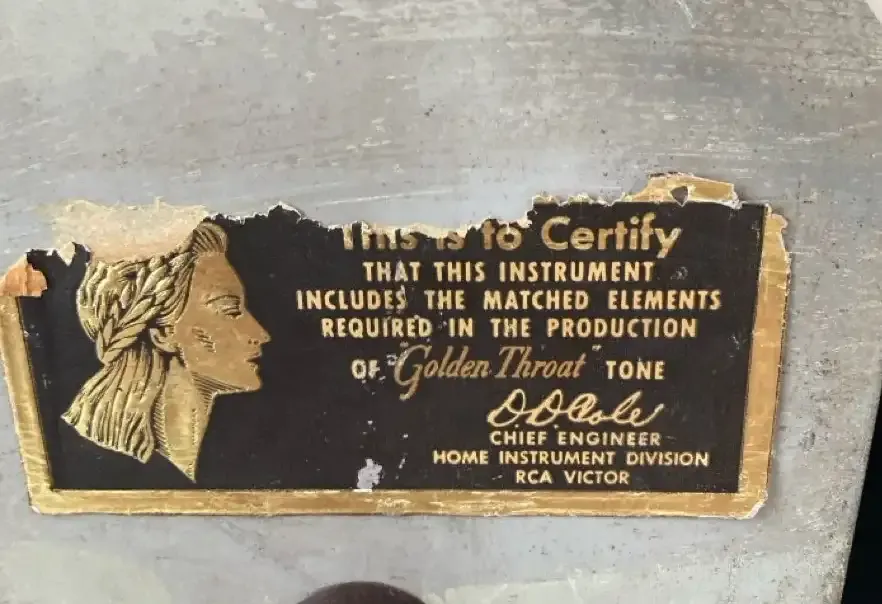 This is to Certify
THAT THIS INSTRUMENT
INCLUDES THE MATCHED ELEMENTS
REQUIRED IN THE PRODUCTION
OF "Golden Throat" TONE
D.D. Cole
CHIEF ENGINEER
HOME INSTRUMENT DIVISION
RCA VICTOR